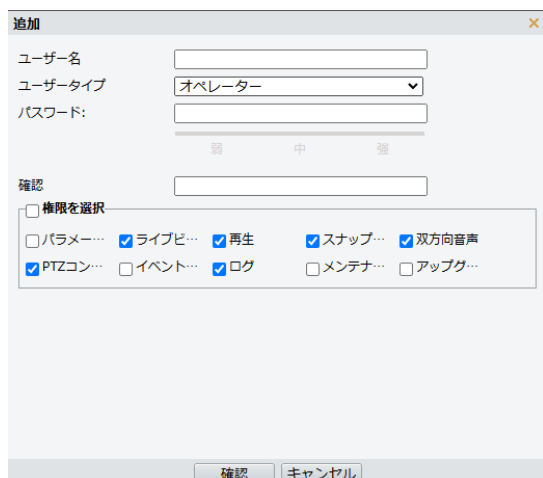 追加
ユーザー名
ユーザータイプ オペレーター
パスワード:
弱 中 強
確認
権限を選択
パラメー… ライブビ… 再生 スナップ… 双方向音声
PTZコン… イベント… ログ メンテナ… アップグ…
確認 キャンセル